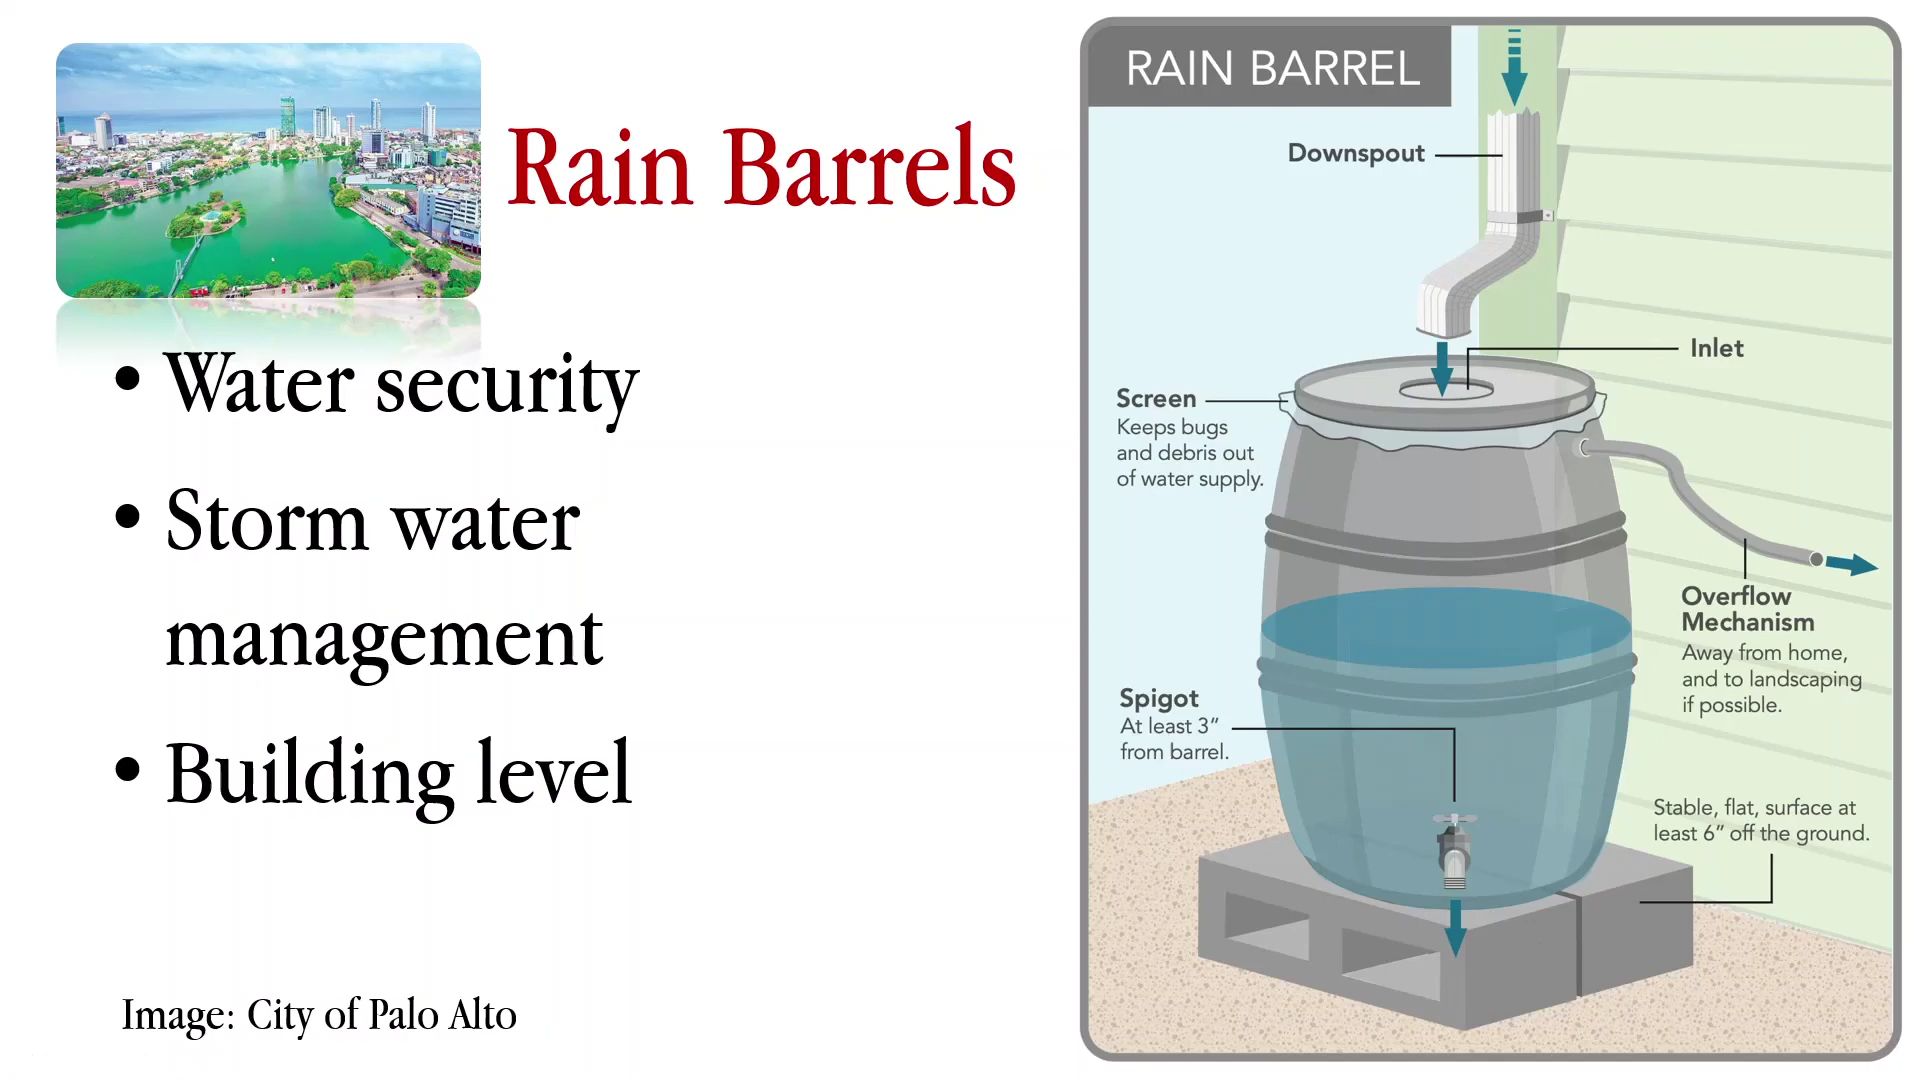 Rain Barrels
• Water security
• Storm water
management
• Building level
Image: City of Palo Alto
RAIN BARREL
Downspout
Inlet
Screen
Keeps bugs
and debris out
of water supply.
Overflow
Mechanism
Away from home,
and to landscaping
if possible.
Spigot
At least 3”
from barrel.
Stable, flat, surface at
least 6” off the ground.